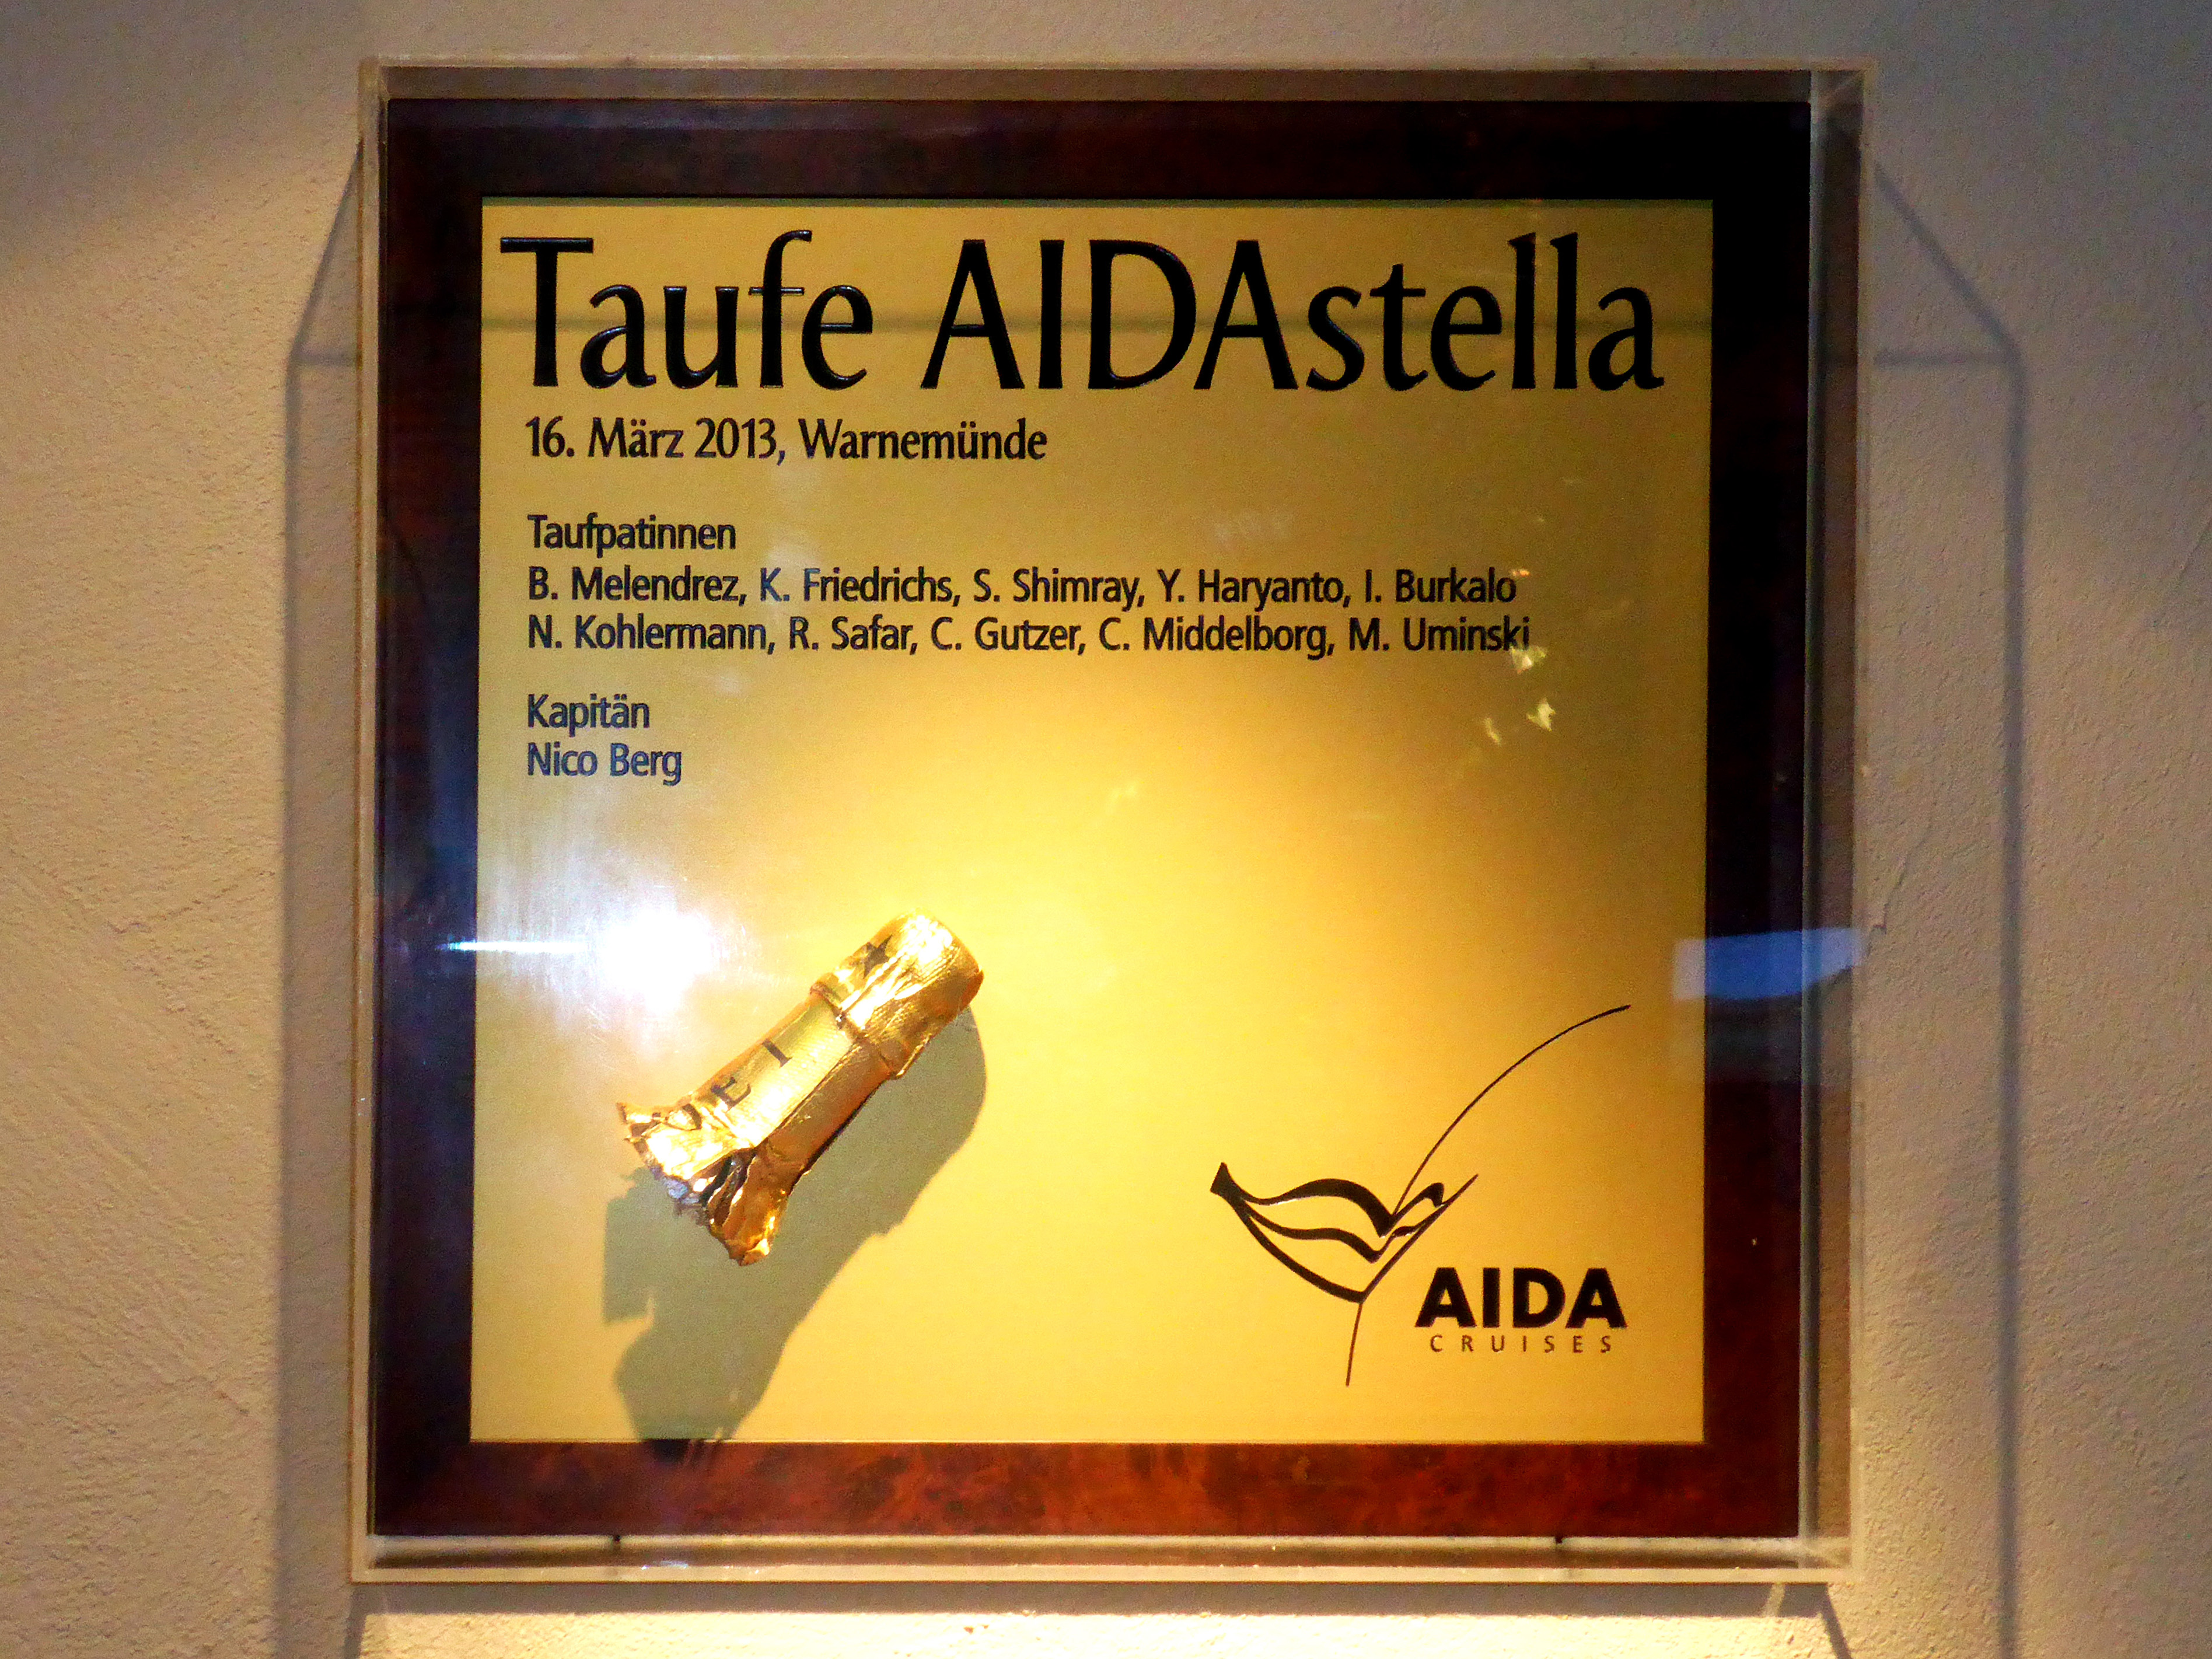 Taufe AIDAstella
16. März 2013, Warnemünde
Taufpatinnen
B. Melendrez, K. Friedrichs, S. Shimray, Y. Haryanto, I. Burkalo
N. Kohlermann, R. Safar, C. Gutzer, C. Middelborg, M. Uminski
Kapitän
Nico Berg
AIDA
CRUISES